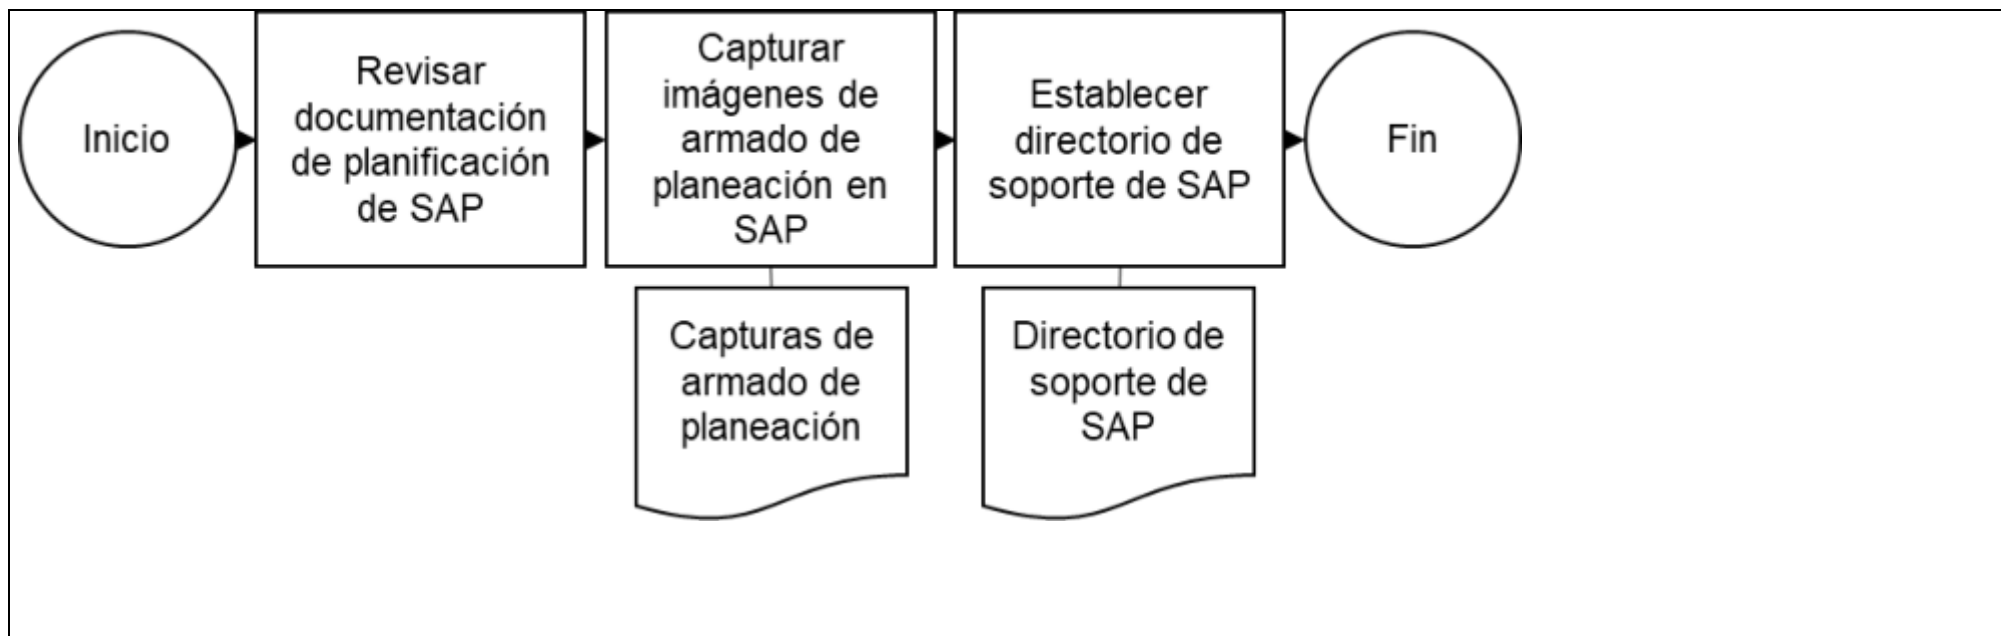 Inicio
Revisar
documentación
de planificación
de SAP
Capturar
imágenes de
armado de
planeación en
SAP
Establecer
directorio de
soporte de SAP
Fin
Capturas de
armado de
planeación
Directorio de
soporte de
SAP